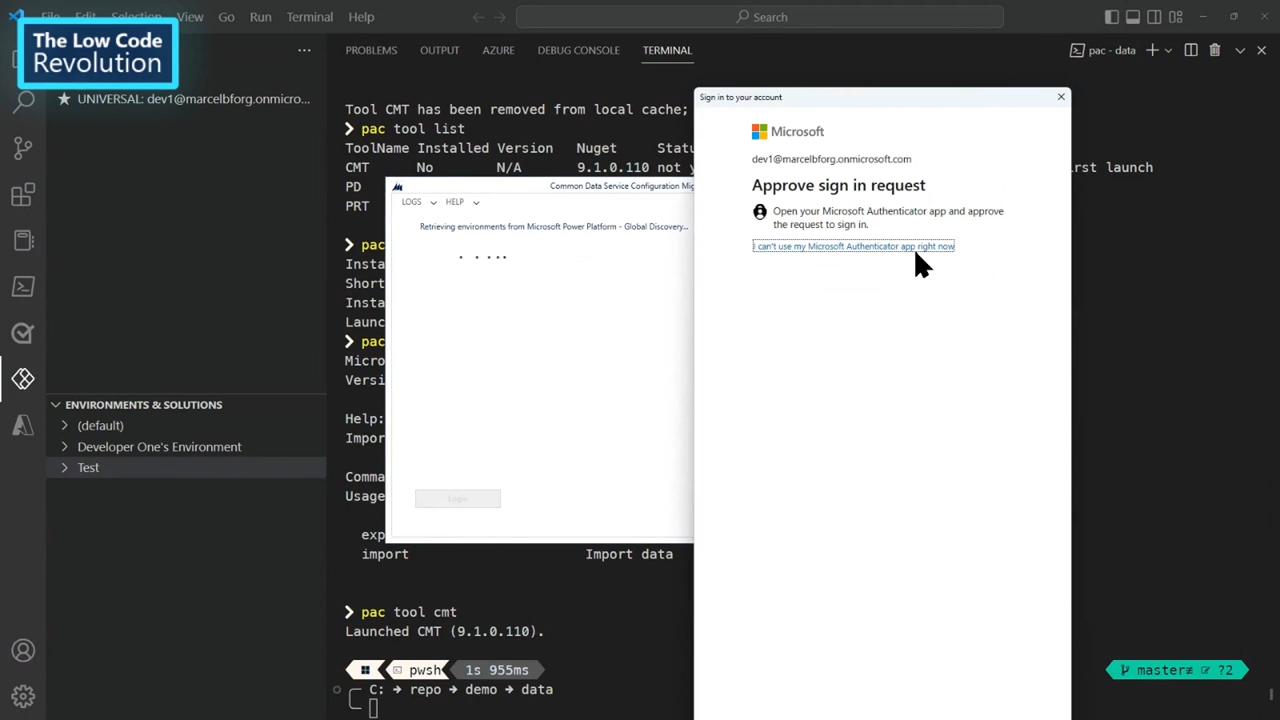 File Edit Selection View Go Run Terminal Help
Search
The Low Code
Revolution
PROBLEMS OUTPUT AZURE DEBUG CONSOLE TERMINAL
pac - data
UNIVERSAL: dev1@marcelbforg.onmicro...
Tool CMT has been removed from local cache;
❯ pac tool list
ToolName Installed Version Nuget Statu
CMT No N/A 9.1.0.110 not y
rst launch
PD
PRT
❯ pac
Insta
Short
Insta
Launc
❯ pac
Micro
Versi
Help:
Impor
Comma
Usage
exp
import Import data
❯ pac tool cmt
Launched CMT (9.1.0.110).
pwsh 1s 955ms
master≢ ?2
C: → repo → demo → data
Common Data Service Configuration Mig
LOGS HELP
Retrieving environments from Microsoft Power Platform - Global Discovery...
Login
Sign in to your account
Microsoft
dev1@marcelbforg.onmicrosoft.com
Approve sign in request
Open your Microsoft Authenticator app and approve
the request to sign in.
I can't use my Microsoft Authenticator app right now
ENVIRONMENTS & SOLUTIONS
(default)
Developer One's Environment
Test